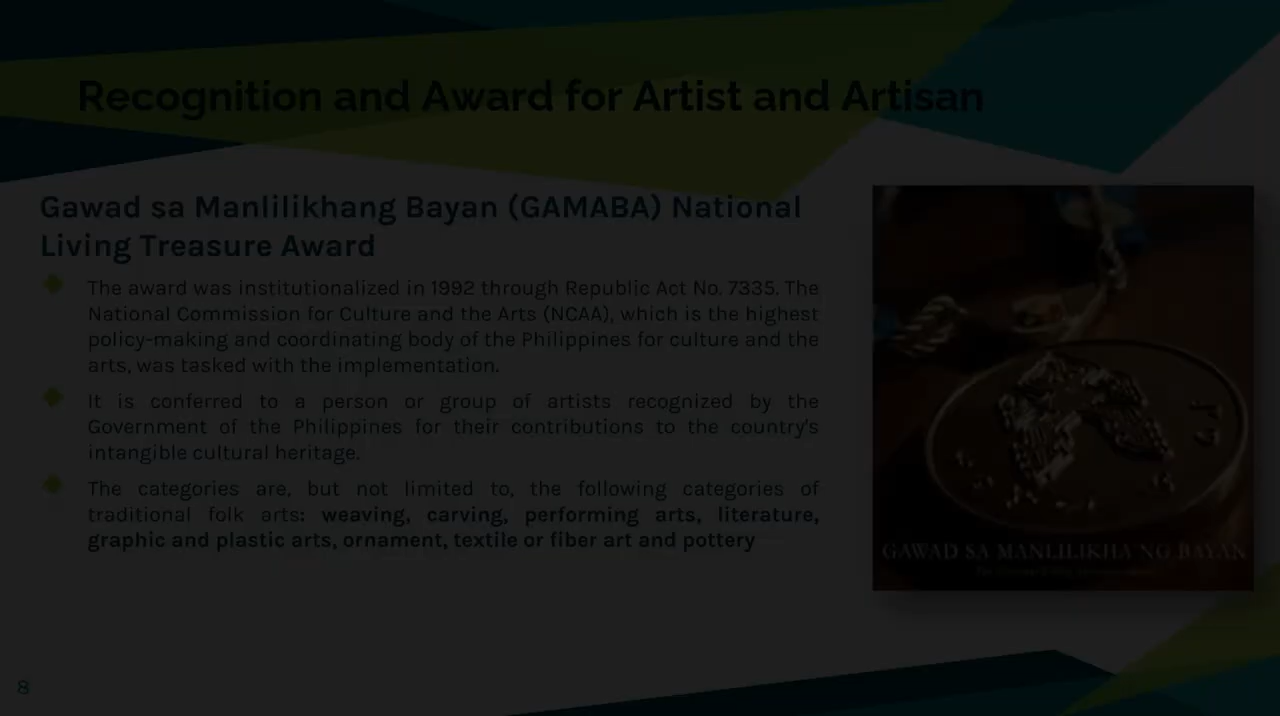 Recognition and Award for Artist and Artisan
Gawad sa Manlilikhang Bayan (GAMABA) National
Living Treasure Award
The award was institutionalized in 1992 through Republic Act No. 7335. The
National Commission for Culture and the Arts (NCAA), which is the highest
policy-making and coordinating body of the Philippines for culture and the
arts, was tasked with the implementation.
It is conferred to a person or group of artists recognized by the
Government of the Philippines for their contributions to the country's
intangible cultural heritage.
The categories are, but not limited to, the following categories of
traditional folk arts: weaving, carving, performing arts, literature,
graphic and plastic arts, ornament, textile or fiber art and pottery
GAWAD SA MANLILIKHA NG BAYAN
8